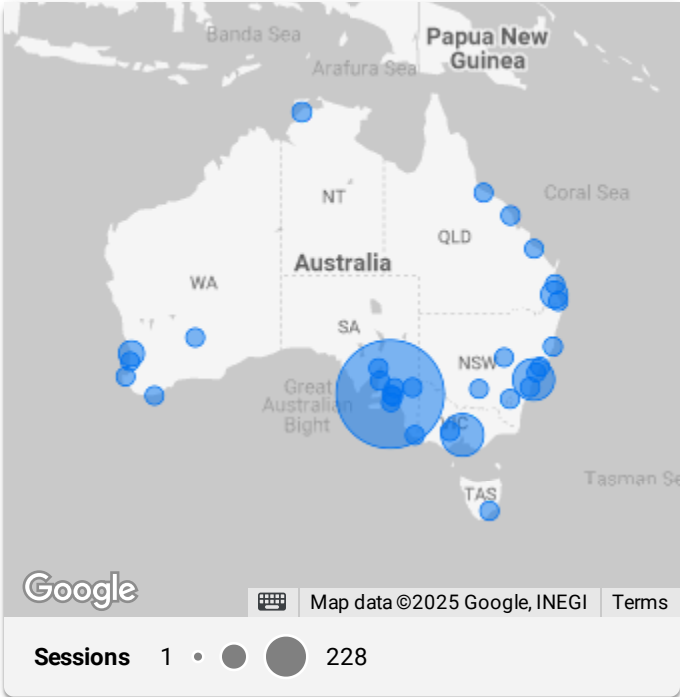 Banda Sea
Papua New
Guinea
Arafura Sea
NT
Coral Sea
QLD
Australia
WA
SA
NSW
Great
Australian
Bight
VIC
Tasman Se
TAS
Google
Map data ©2025 Google, INEGI
Terms
Sessions 1 228